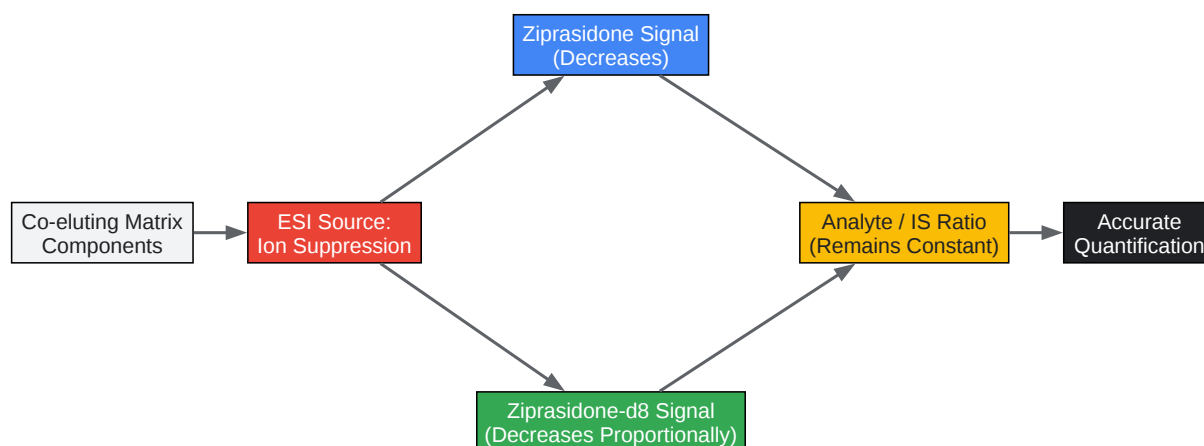 Ziprasidone Signal
(Decreases)
Co-eluting Matrix
Components
ESI Source:
Ion Suppression
Analyte / IS Ratio
(Remains Constant)
Accurate
Quantification
Ziprasidone-d8 Signal
(Decreases Proportionally)